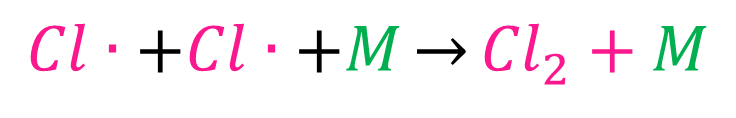 Cl · + Cl · + M → Cl₂ + M